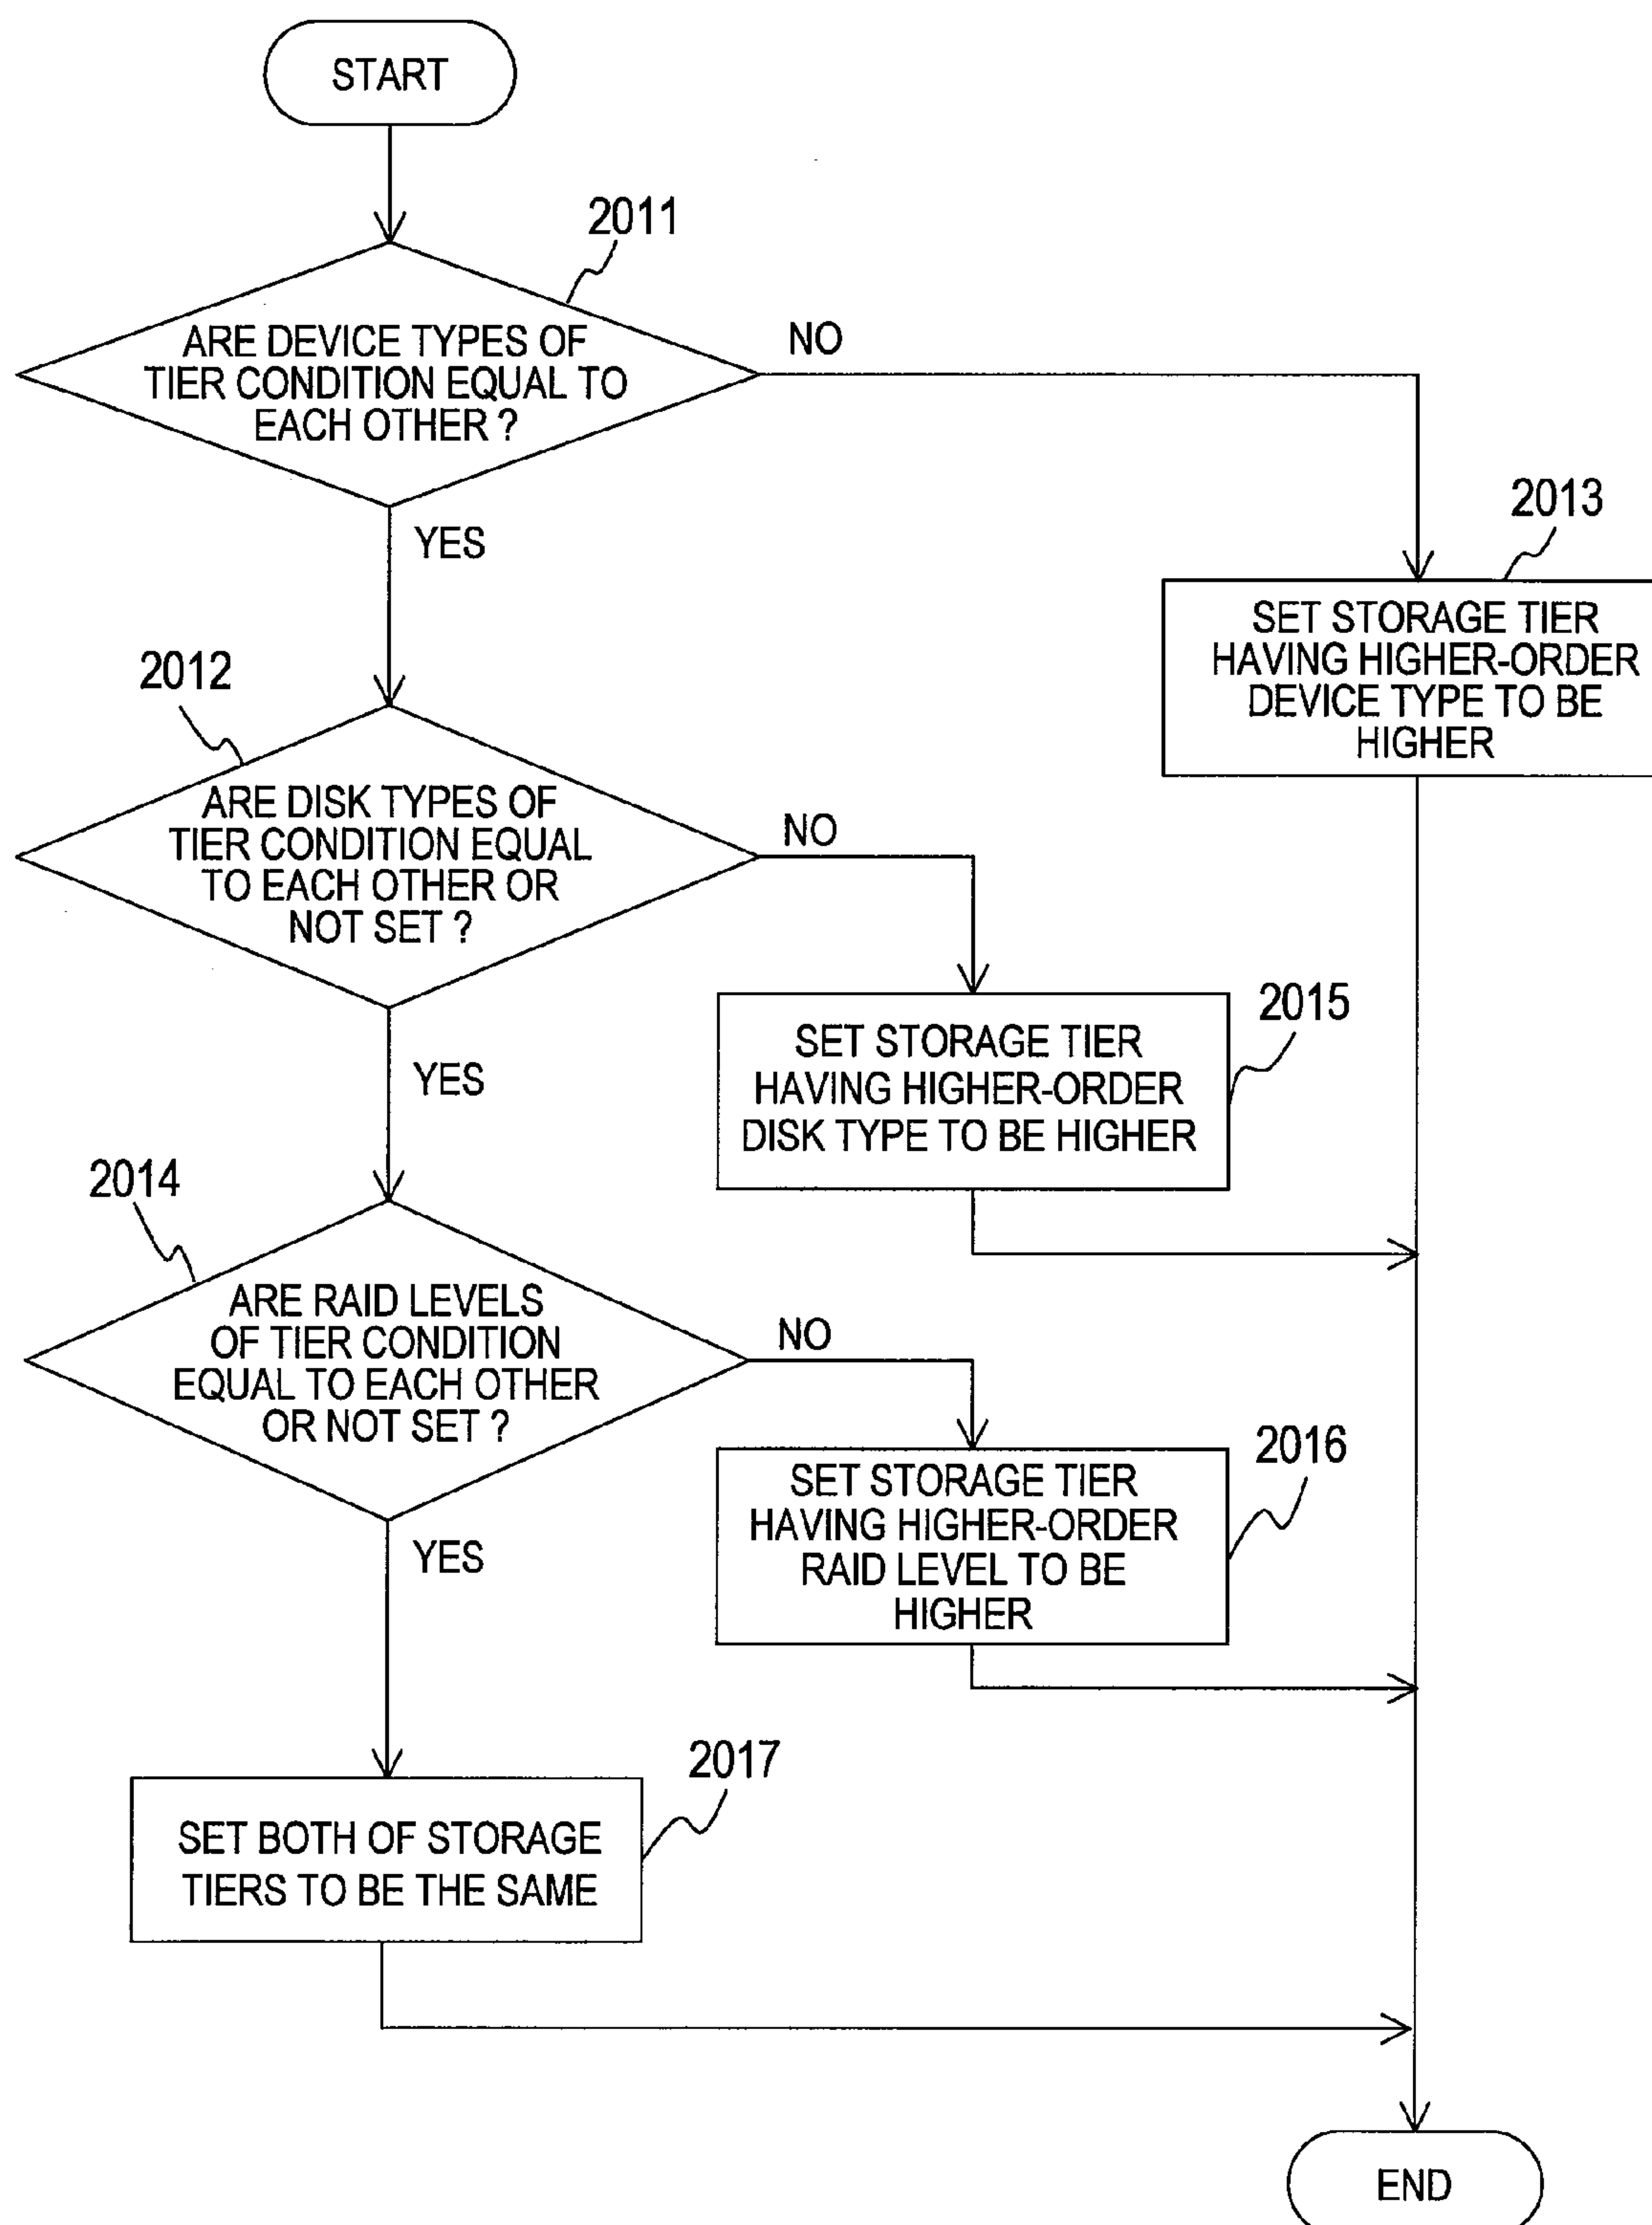 START
2011
ARE DEVICE TYPES OF
TIER CONDITION EQUAL TO
EACH OTHER ?
NO
YES
2013
SET STORAGE TIER
HAVING HIGHER-ORDER
DEVICE TYPE TO BE
HIGHER
2012
ARE DISK TYPES OF
TIER CONDITION EQUAL
TO EACH OTHER OR
NOT SET ?
NO
YES
2015
SET STORAGE TIER
HAVING HIGHER-ORDER
DISK TYPE TO BE HIGHER
2014
ARE RAID LEVELS
OF TIER CONDITION
EQUAL TO EACH OTHER
OR NOT SET ?
NO
YES
2016
SET STORAGE TIER
HAVING HIGHER-ORDER
RAID LEVEL TO BE
HIGHER
2017
SET BOTH OF STORAGE
TIERS TO BE THE SAME
END